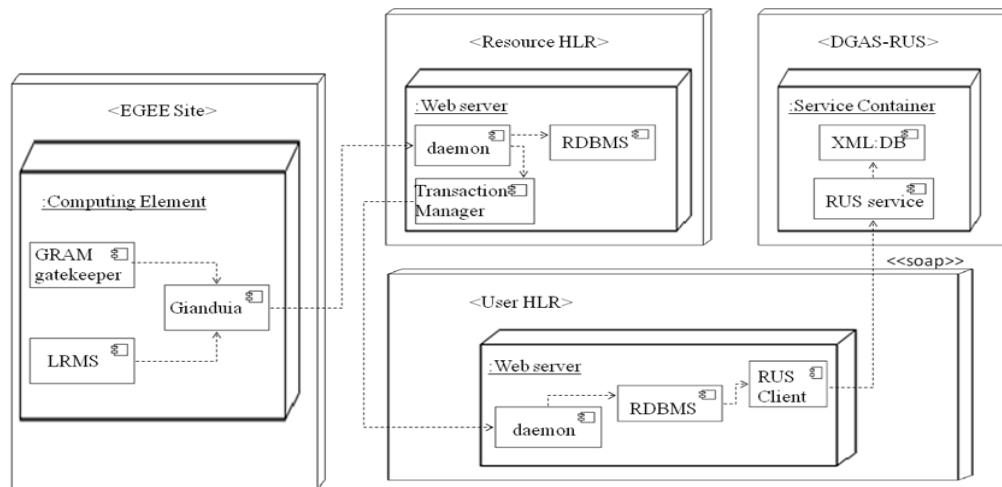 <EGEE Site>
:Computing Element
GRAM
gatekeeper
Gianduia
LRMS
<Resource HLR>
:Web server
daemon
RDBMS
Transaction
Manager
<DGAS-RUS>
:Service Container
XML:DB
RUS service
<<soap>>
<User HLR>
:Web server
daemon
RDBMS
RUS
Client